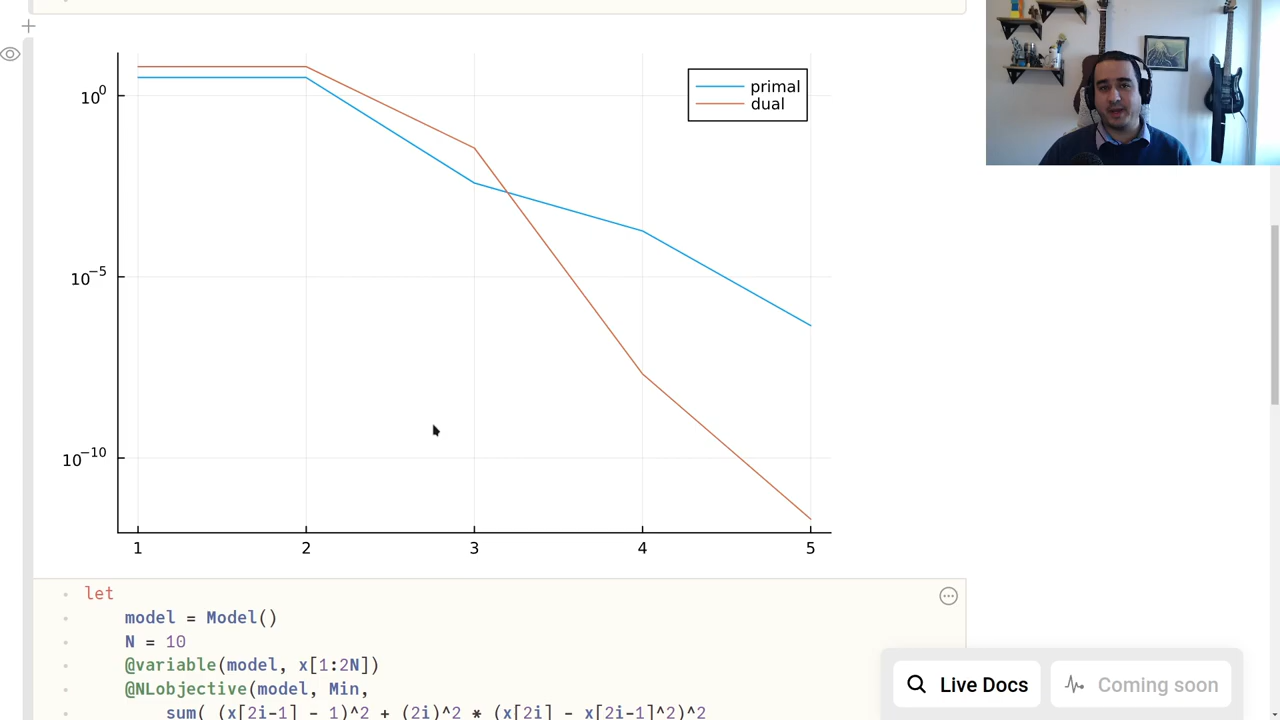 10^0
primal
dual
10^−5
10^−10
1 2 3 4 5
let
model = Model()
N = 10
@variable(model, x[1:2N])
@NLobjective(model, Min,
sum( (x[2i-1] - 1)^2 + (2i)^2 * (x[2i] - x[2i-1]^2)^2
Live Docs
Coming soon